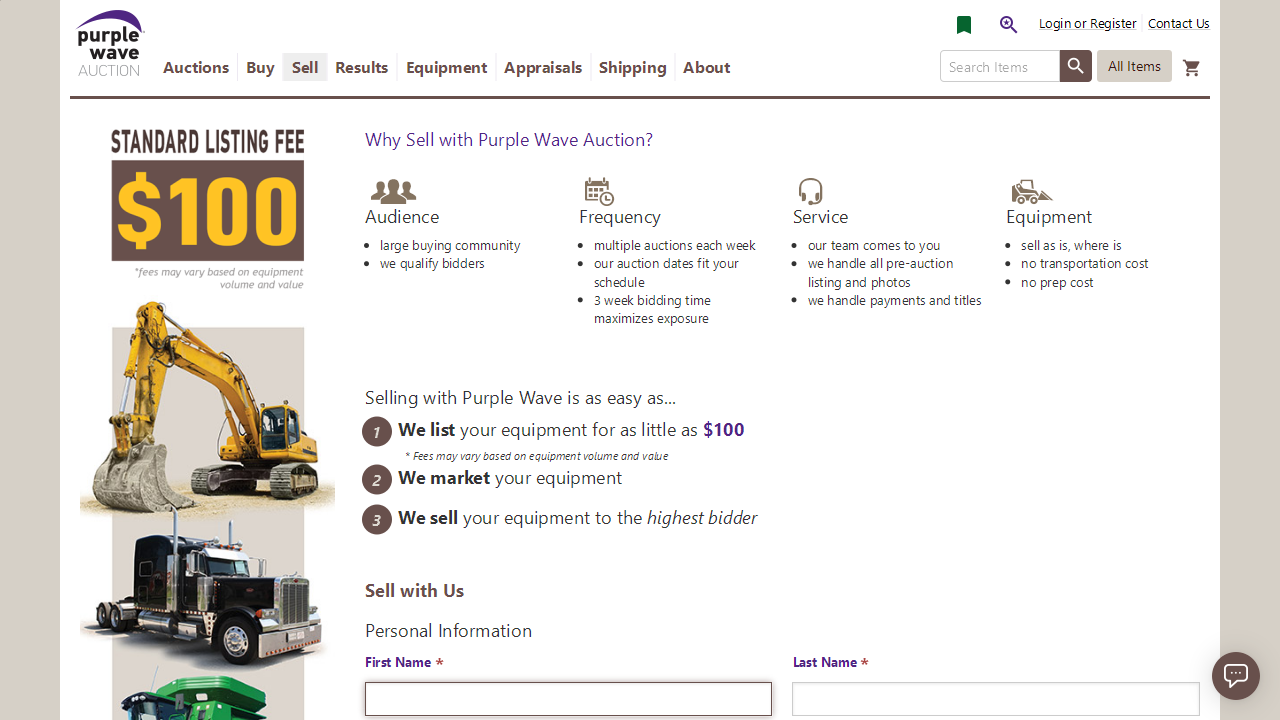 purple
wave
AUCTION
Login or Register
Contact Us
Auctions
Buy
Sell
Results
Equipment
Appraisals
Shipping
About
Search Items
All Items
STANDARD LISTING FEE
$100
*fees may vary based on equipment
volume and value
Why Sell with Purple Wave Auction?
Audience
large buying community
we qualify bidders
Frequency
multiple auctions each week
our auction dates fit your
schedule
3 week bidding time
maximizes exposure
Service
our team comes to you
we handle all pre-auction
listing and photos
we handle payments and titles
Equipment
sell as is, where is
no transportation cost
no prep cost
Selling with Purple Wave is as easy as...
1 We list your equipment for as little as $100
* Fees may vary based on equipment volume and value
2 We market your equipment
3 We sell your equipment to the highest bidder
Sell with Us
Personal Information
First Name *
Last Name *